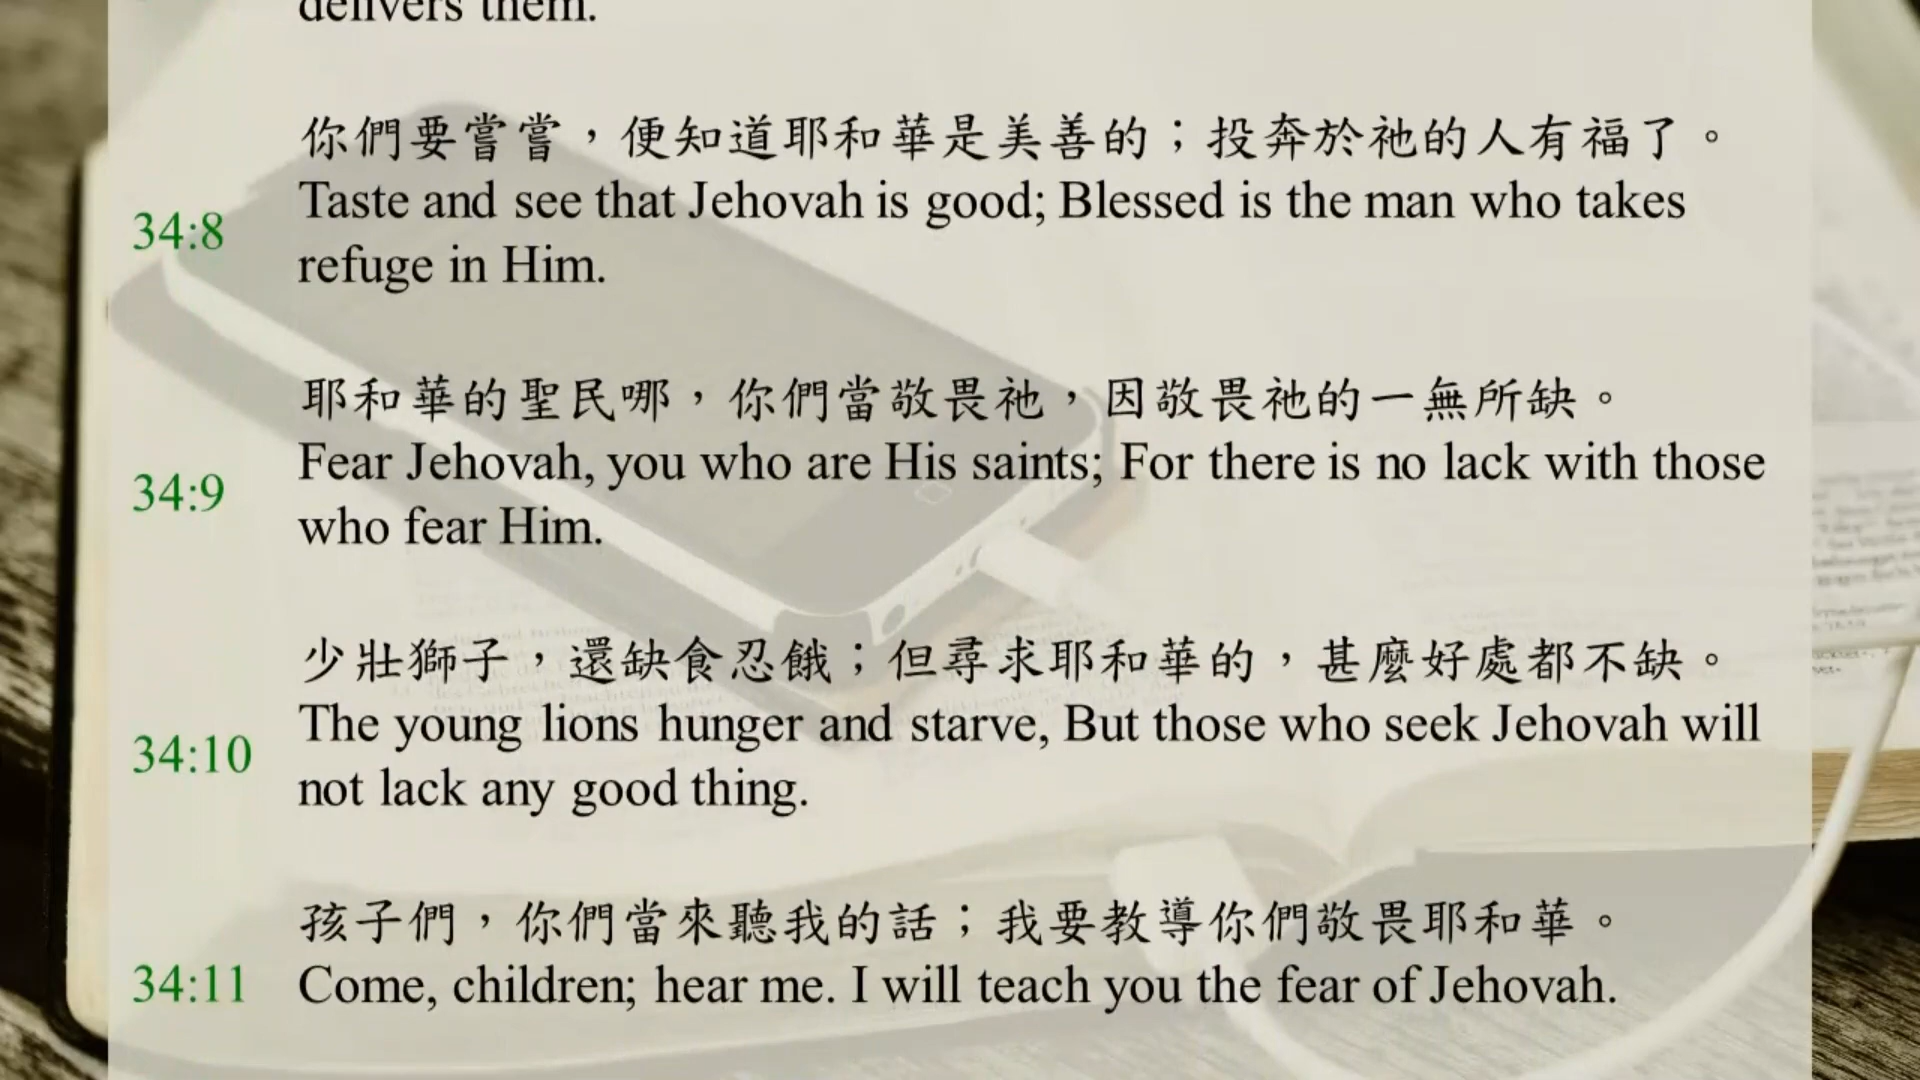 delivers them.
你們要嘗嘗，便知道耶和華是美善的；投奔於祂的人有福了。
34:8 Taste and see that Jehovah is good; Blessed is the man who takes
refuge in Him.
耶和華的聖民哪，你們當敬畏祂，因敬畏祂的一無所缺。
34:9 Fear Jehovah, you who are His saints; For there is no lack with those
who fear Him.
少壯獅子，還缺食忍餓；但尋求耶和華的，甚麼好處都不缺。
34:10 The young lions hunger and starve, But those who seek Jehovah will
not lack any good thing.
孩子們，你們當來聽我的話；我要教導你們敬畏耶和華。
34:11 Come, children; hear me. I will teach you the fear of Jehovah.